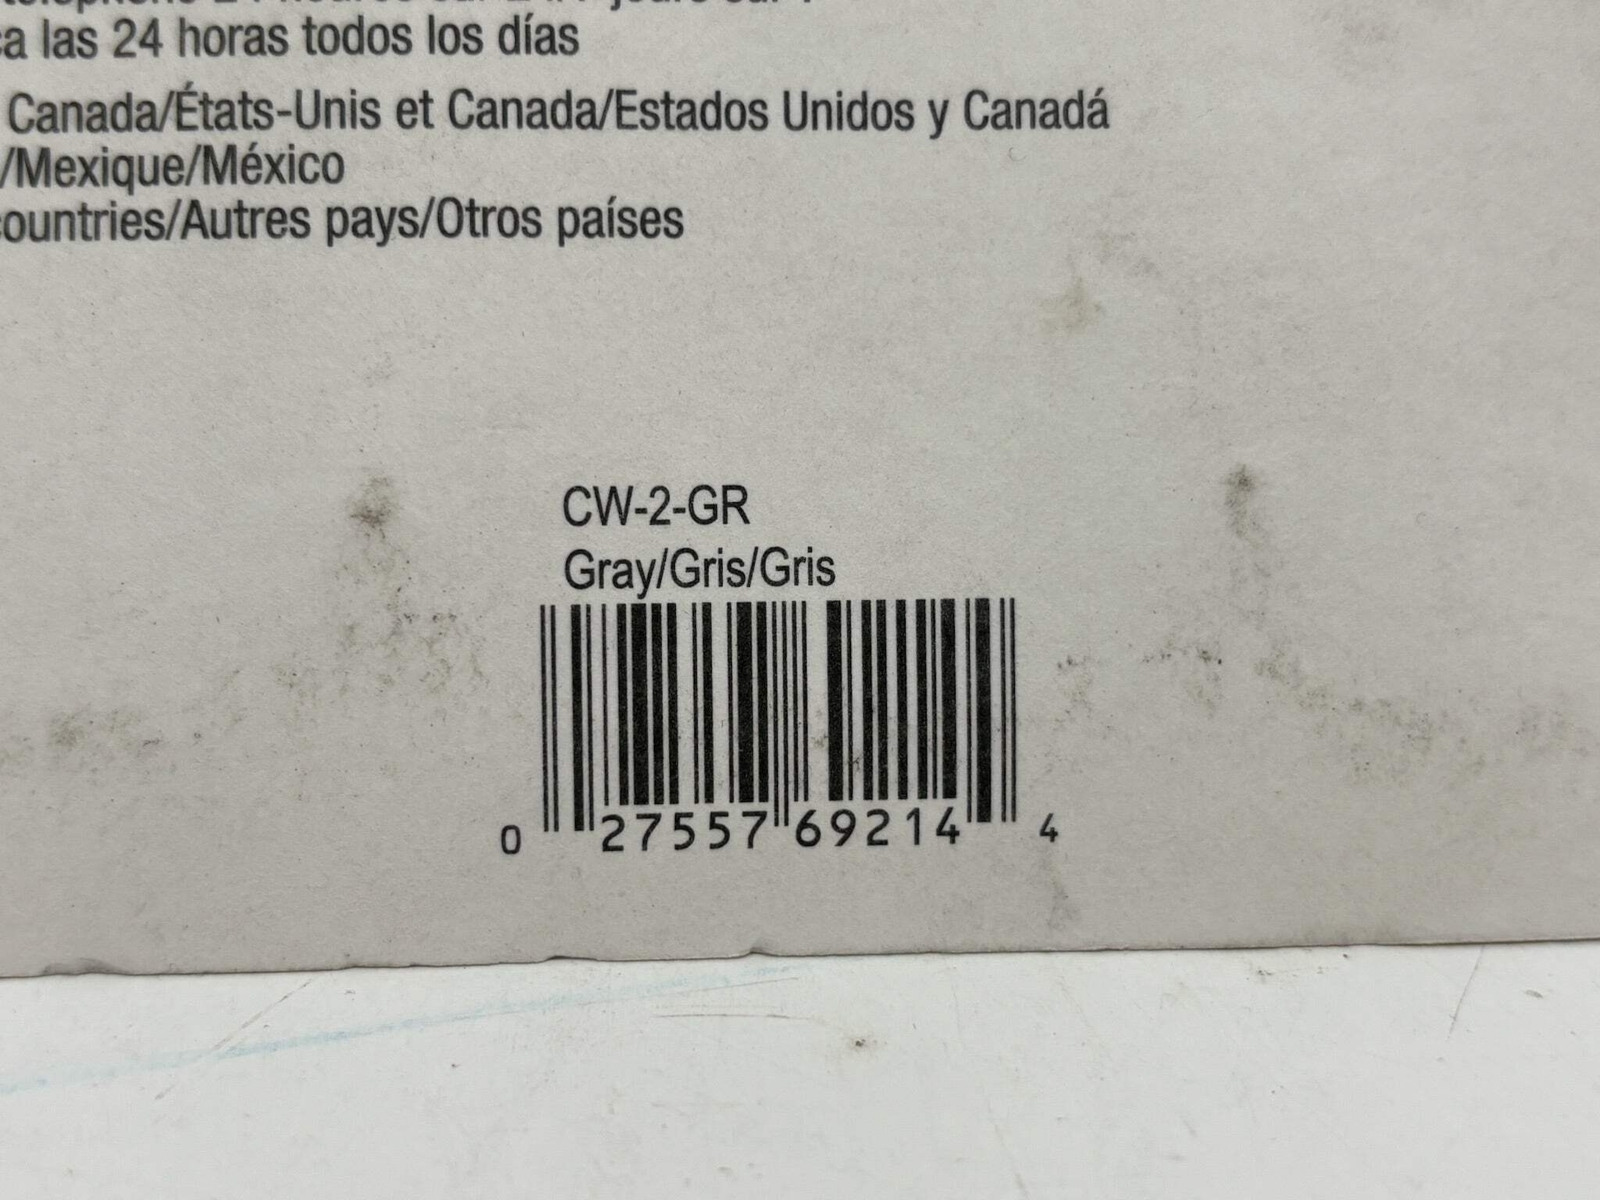 a las 24 horas todos los días
Canada/États-Unis et Canada/Estados Unidos y Canadá
/Mexique/México
countries/Autres pays/Otros países
CW-2-GR
Gray/Gris/Gris
0 27557 69214 4